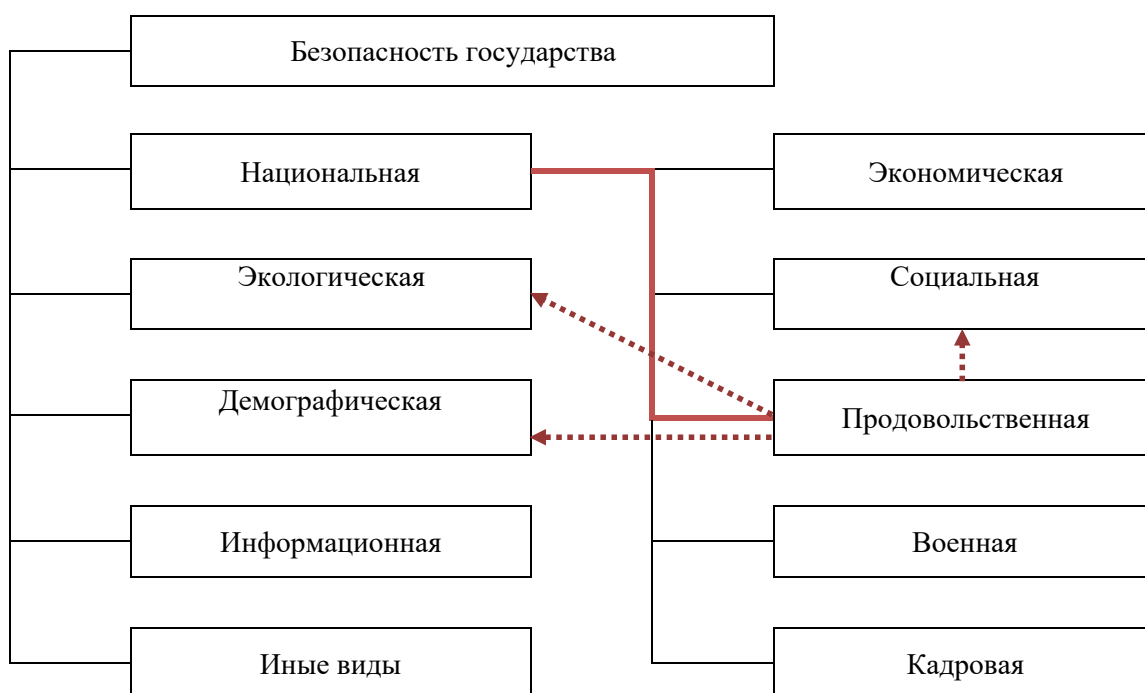 Безопасность государства
Национальная
Экономическая
Экологическая
Социальная
Демографическая
Продовольственная
Информационная
Военная
Иные виды
Кадровая